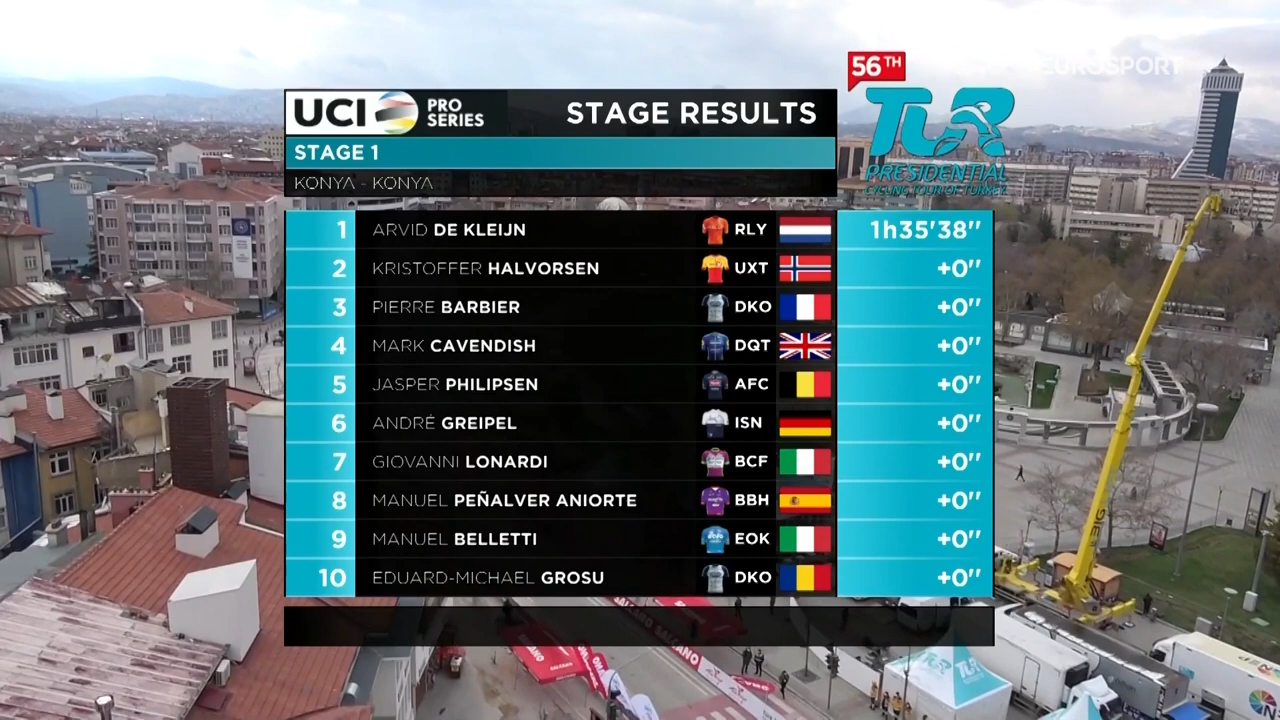 EUROSPORT
56TH
TUR
PRESIDENTIAL
CYCLING TOUR OF TURKEY
UCI PRO SERIES
STAGE RESULTS
STAGE 1
KONYA - KONYA
1 ARVID DE KLEIJN RLY 1h35'38''
2 KRISTOFFER HALVORSEN UXT +0''
3 PIERRE BARBIER DKO +0''
4 MARK CAVENDISH DQT +0''
5 JASPER PHILIPSEN AFC +0''
6 ANDRÉ GREIPEL ISN +0''
7 GIOVANNI LONARDI BCF +0''
8 MANUEL PEÑALVER ANIORTE BBH +0''
9 MANUEL BELLETTI EOK +0''
10 EDUARD-MICHAEL GROSU DKO +0''
SALCANO
SALCANO
TUR